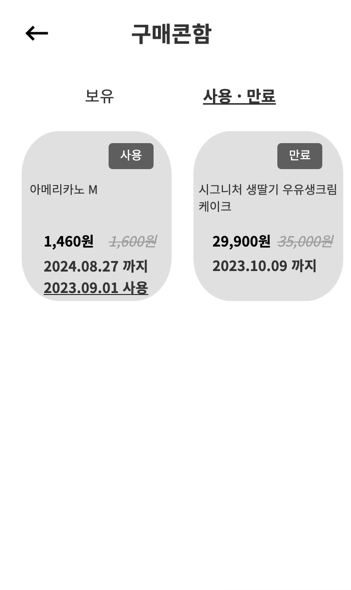 구매콘함
보유
사용 · 만료
사용
아메리카노 M
1,460원 1,600원
2024.08.27 까지
2023.09.01 사용
만료
시그니처 생딸기 우유생크림
케이크
29,900원 35,000원
2023.10.09 까지